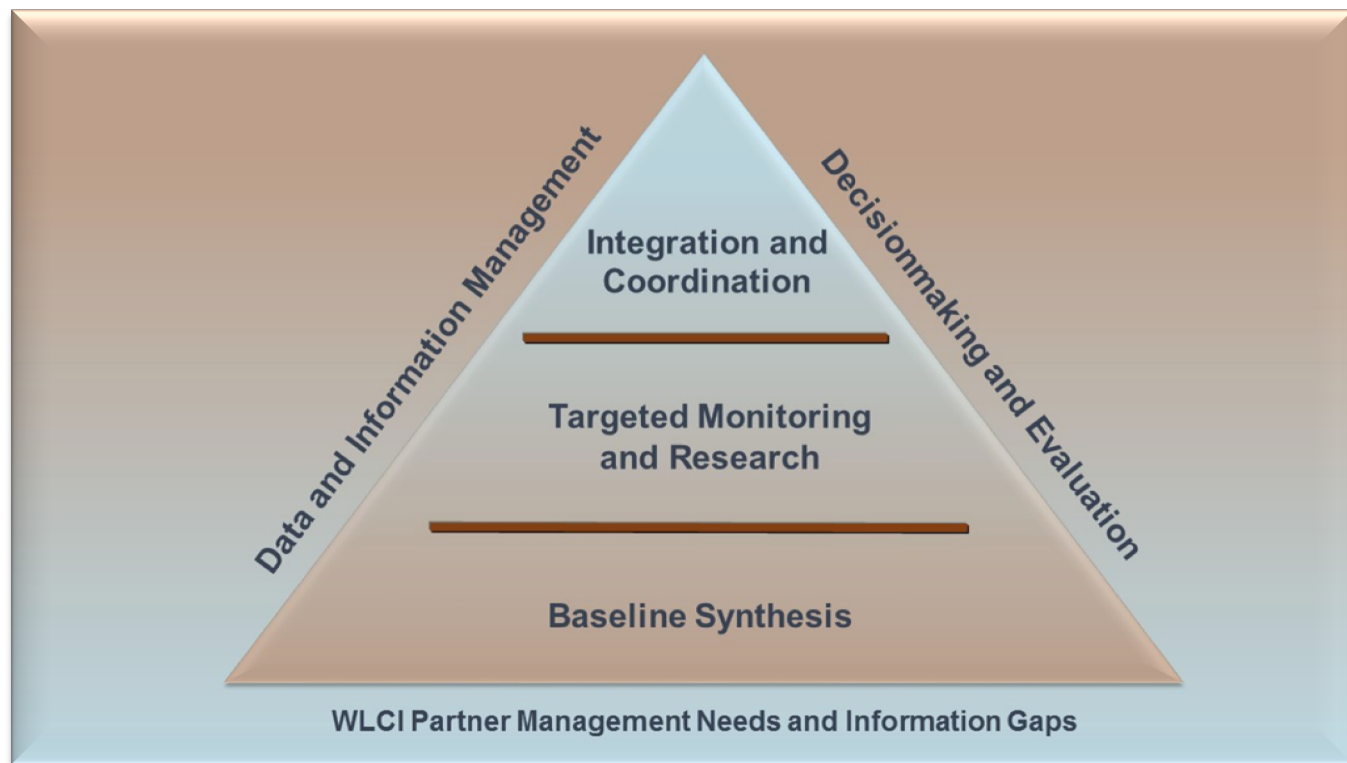 Data and Information Management
Decisionmaking and Evaluation
Integration and
Coordination
Targeted Monitoring
and Research
Baseline Synthesis
WLCI Partner Management Needs and Information Gaps